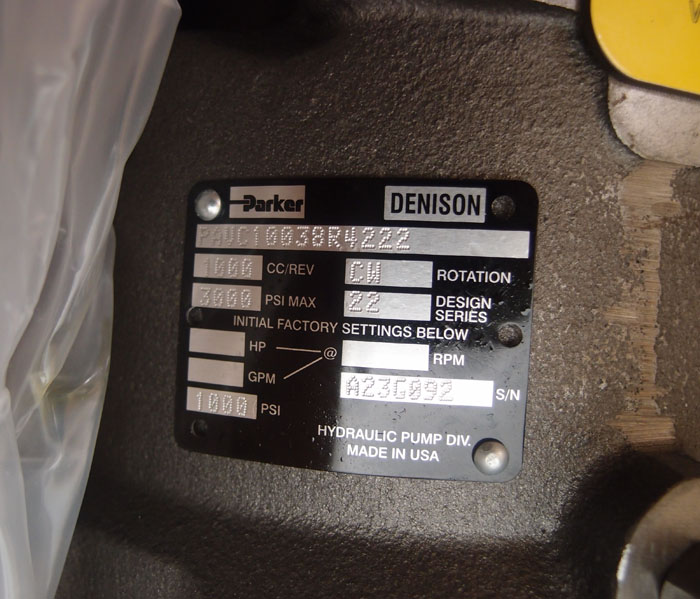 Parker DENISON
PAVC10038R4222
1000 CC/REV CW ROTATION
3000 PSI MAX 22 DESIGN SERIES
INITIAL FACTORY SETTINGS BELOW
HP @ RPM
GPM A23G092 S/N
1000 PSI
HYDRAULIC PUMP DIV.
MADE IN USA